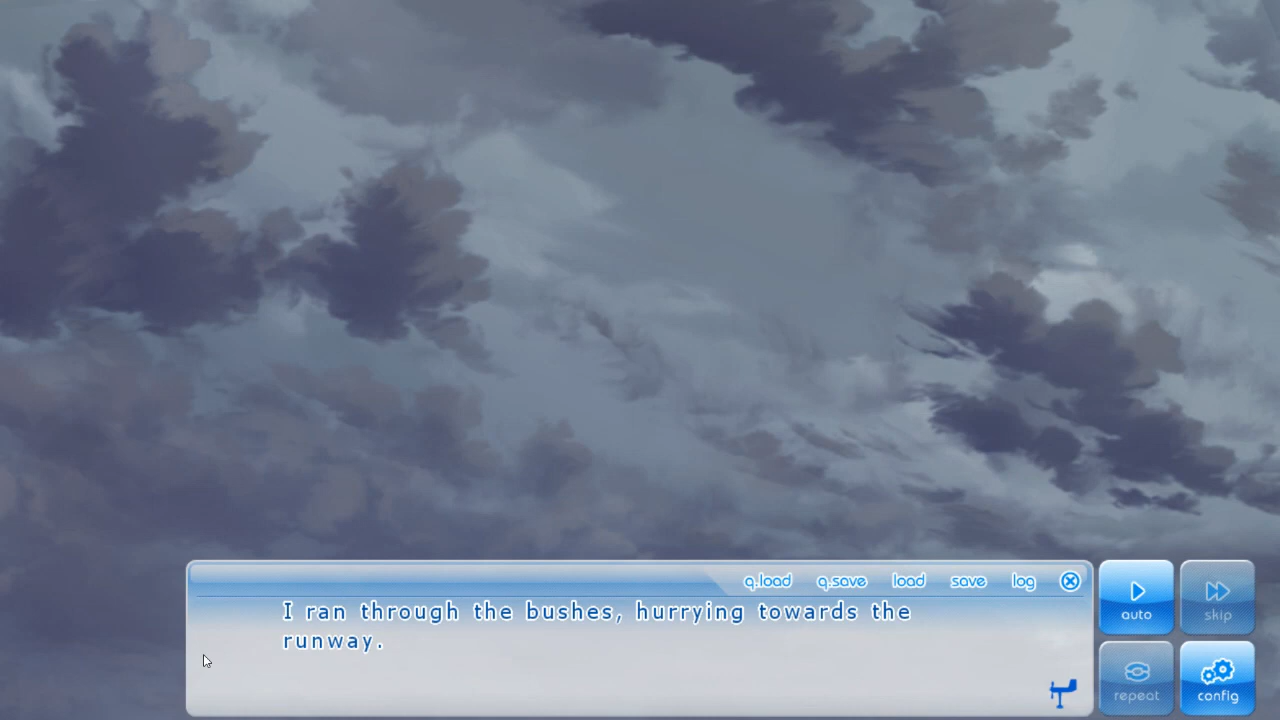 q.load q.save load save log
I ran through the bushes, hurrying towards the
runway.
auto
skip
repeat
config